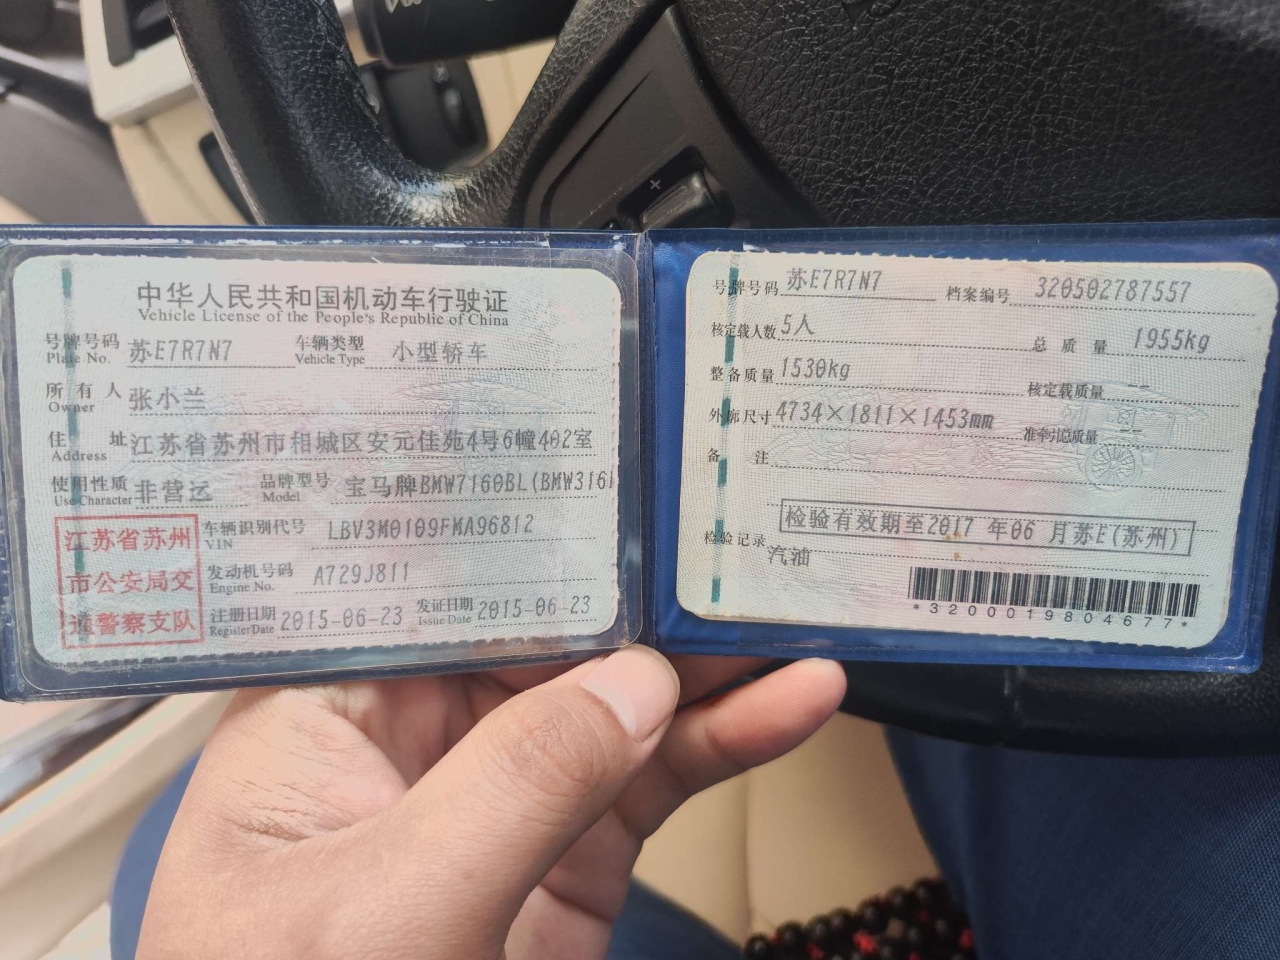 中华人民共和国机动车行驶证
Vehicle License of the People's Republic of China
号牌号码 苏E7R7N7 车辆类型 小型轿车
Plate No. Vehicle Type
所有人 张小兰
Owner
住址 江苏省苏州市相城区安元佳苑4号6幢402室
Address
使用性质 非营运 品牌型号 宝马牌BMW7160BL(BMW316l
Use Character Model
江苏省苏州
市公安局交
通警察支队
车辆识别代号 LBV3M0109FMA96812
VIN
发动机号码 A729J811
Engine No.
注册日期 2015-06-23 发证日期 2015-06-23
Register Date Issue Date
号牌号码 苏E7R7N7 档案编号 320502787557
核定载人数 5人 总质量 1955kg
整备质量 1530kg 核定载质量 --
外廓尺寸 4734×1811×1453mm 准牵引总质量 --
备注
检验有效期至2017年06月苏E(苏州)
检验记录
汽油
*3200019804677*